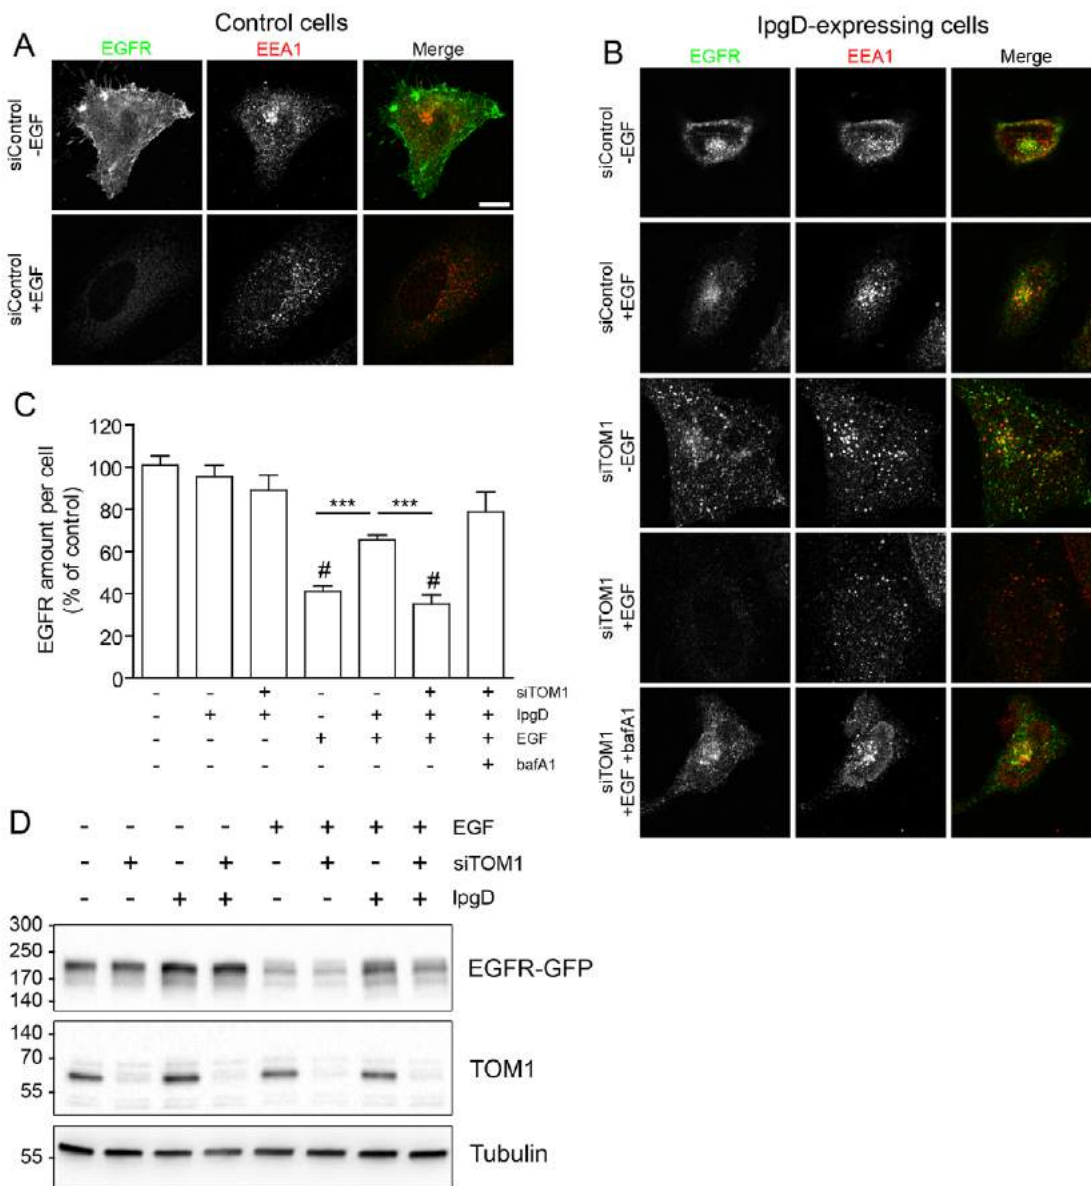 Control cells
A
EGFR EEA1 Merge
siControl
-EGF
siControl
+EGF
IpgD-expressing cells
B
EGFR EEA1 Merge
siControl
-EGF
siControl
+EGF
siTOM1
-EGF
siTOM1
+EGF
siTOM1
+EGF +bafA1
C
EGFR amount per cell
(% of control)
120
100
80
60
40
20
0
*** ***
# #
- - + - - + + siTOM1
- + + - + + + IpgD
- - - + + + + EGF
- - - - - - + bafA1
D
- - - - + + + + EGF
- + - + - + - + siTOM1
- - + + - - + + IpgD
300
250
170
140
EGFR-GFP
140
70
55
TOM1
55
Tubulin